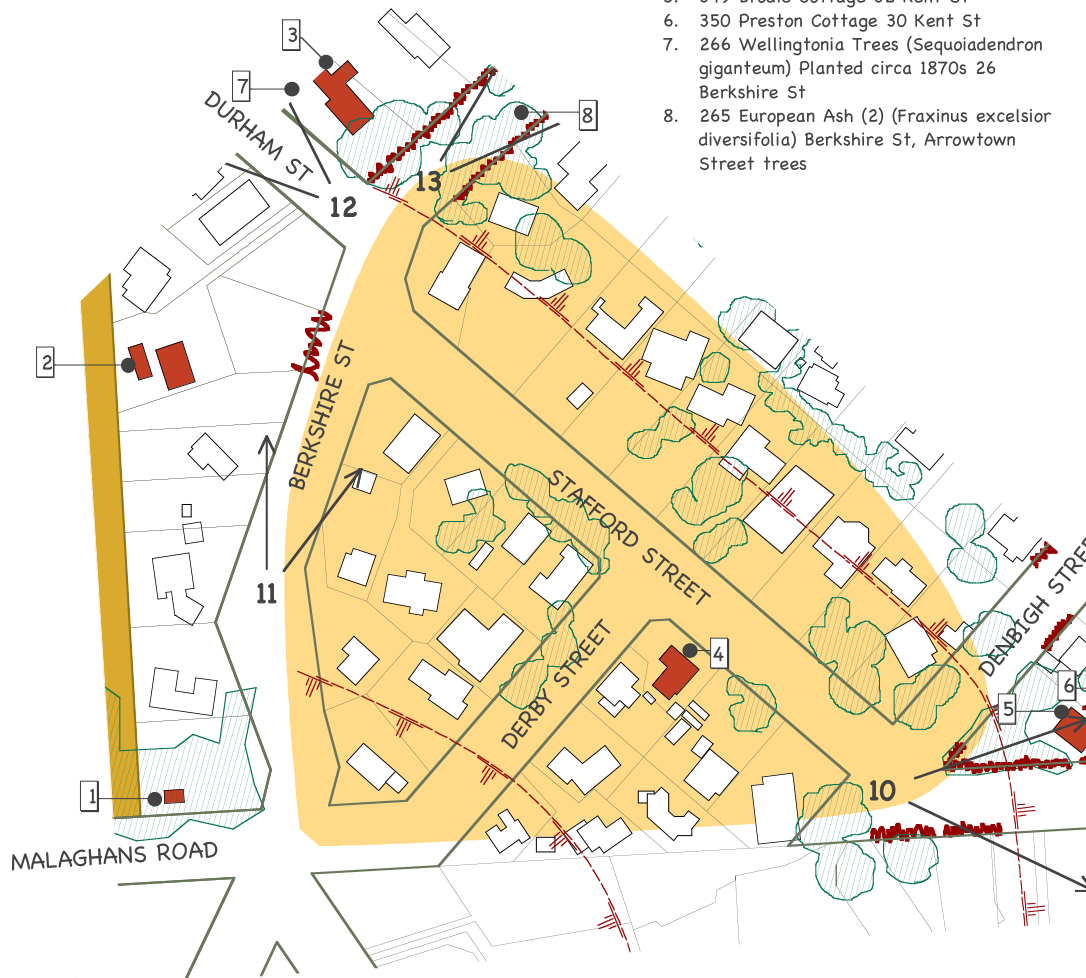 6. 350 Preston Cottage 30 Kent St
7. 266 Wellingtonia Trees (Sequoiadendron
giganteum) Planted circa 1870s 26
Berkshire St
8. 265 European Ash (2) (Fraxinus excelsior
diversifolia) Berkshire St, Arrowtown
Street trees
3
7
8
DURHAM ST
13
12
2
BERKSHIRE ST
STAFFORD STREET
11
DENBIGH
DERBY STREET
4
6
5
10
1
MALAGHANS ROAD